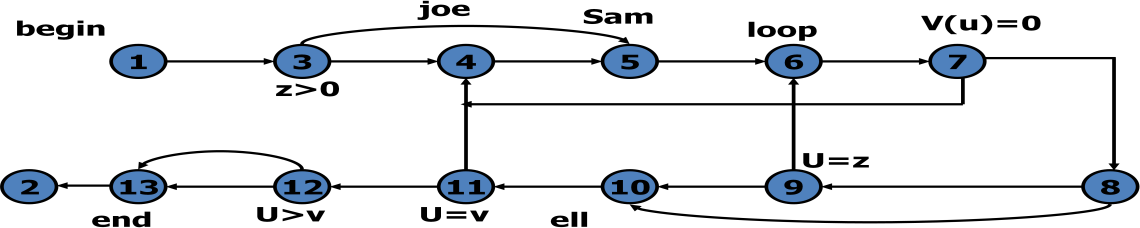 joe
Sam
begin
loop
V(u)=0
1
3
4
5
6
7
z>0
U=z
2
13
12
11
10
9
8
end
U>v
U=v
ell